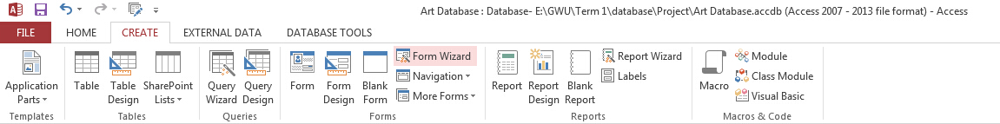 Art Database : Database- E:\GWU\Term 1\database\Project\Art Database.accdb (Access 2007 - 2013 file format) - Access
FILE HOME CREATE EXTERNAL DATA DATABASE TOOLS
Application Parts
Table
Table Design
SharePoint Lists
Query Wizard
Query Design
Form
Form Design
Blank Form
Form Wizard
Navigation
More Forms
Report
Report Design
Blank Report
Report Wizard
Labels
Macro
Module
Class Module
Visual Basic
Templates
Tables
Queries
Forms
Reports
Macros & Code